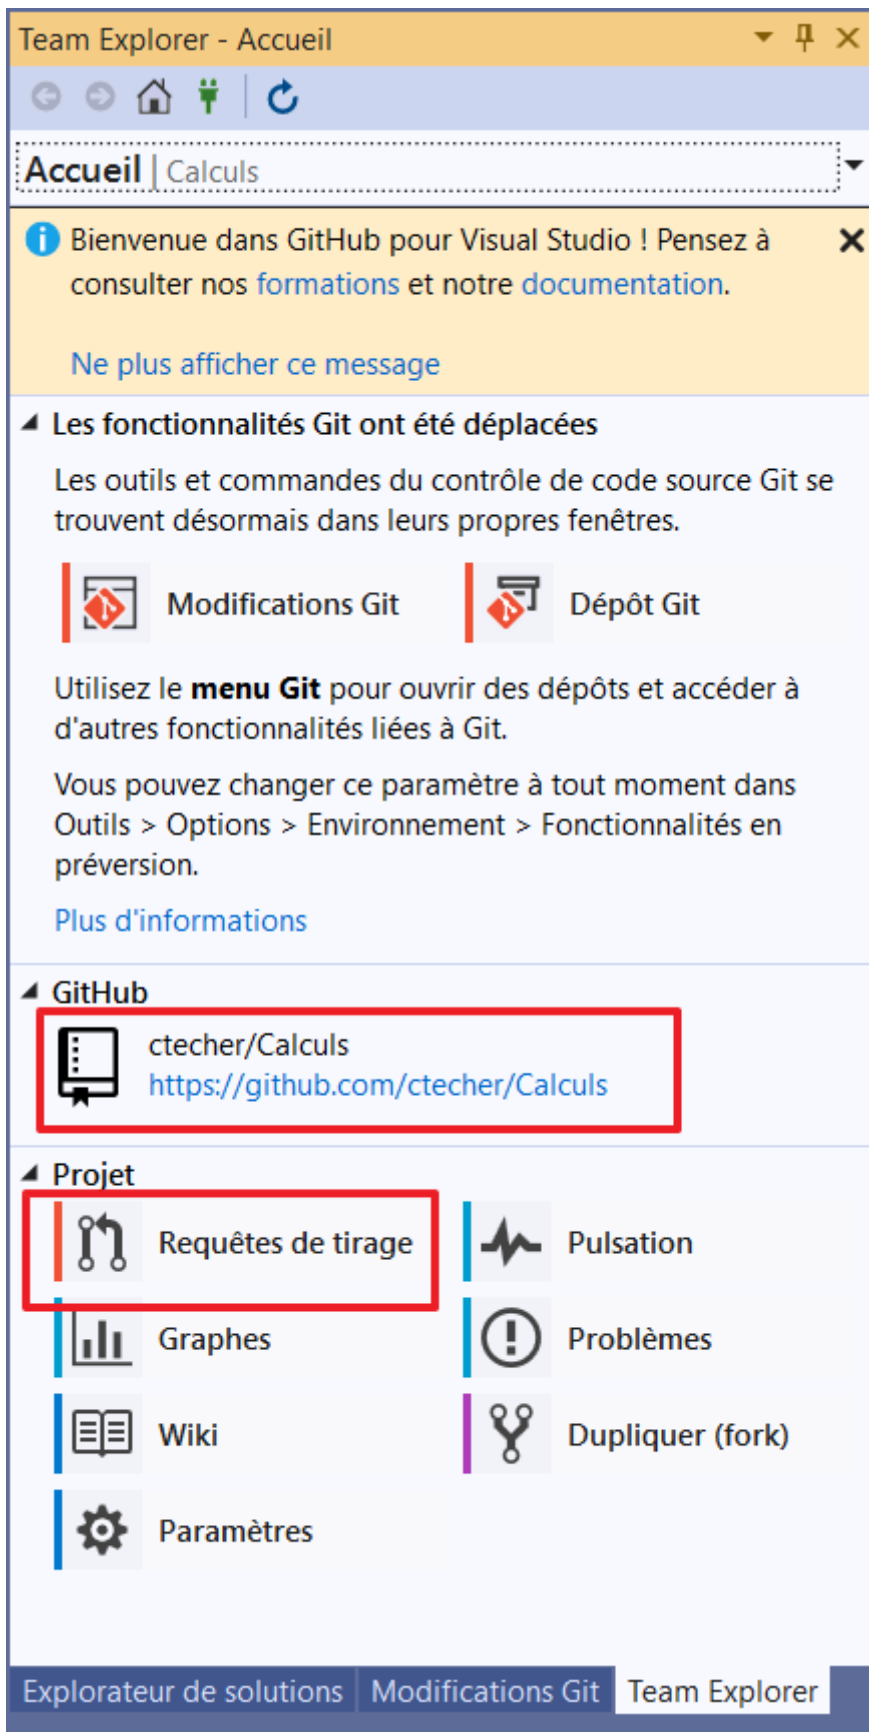 Team Explorer - Accueil
Accueil | Calculs
Bienvenue dans GitHub pour Visual Studio ! Pensez à
consulter nos formations et notre documentation.
Ne plus afficher ce message
Les fonctionnalités Git ont été déplacées
Les outils et commandes du contrôle de code source Git se
trouvent désormais dans leurs propres fenêtres.
Modifications Git
Dépôt Git
Utilisez le menu Git pour ouvrir des dépôts et accéder à
d'autres fonctionnalités liées à Git.
Vous pouvez changer ce paramètre à tout moment dans
Outils > Options > Environnement > Fonctionnalités en
préversion.
Plus d'informations
GitHub
ctecher/Calculs
https://github.com/ctecher/Calculs
Projet
Requêtes de tirage
Pulsation
Graphes
Problèmes
Wiki
Dupliquer (fork)
Paramètres
Explorateur de solutions
Modifications Git
Team Explorer